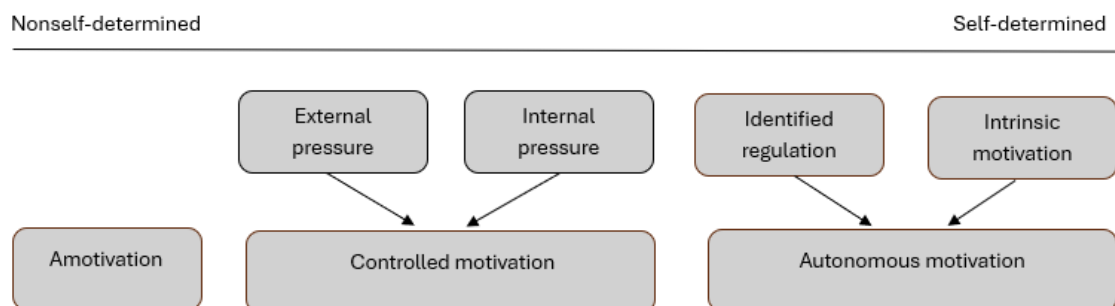 Nonself-determined
Self-determined
External
pressure
Internal
pressure
Identified
regulation
Intrinsic
motivation
Amotivation
Controlled motivation
Autonomous motivation